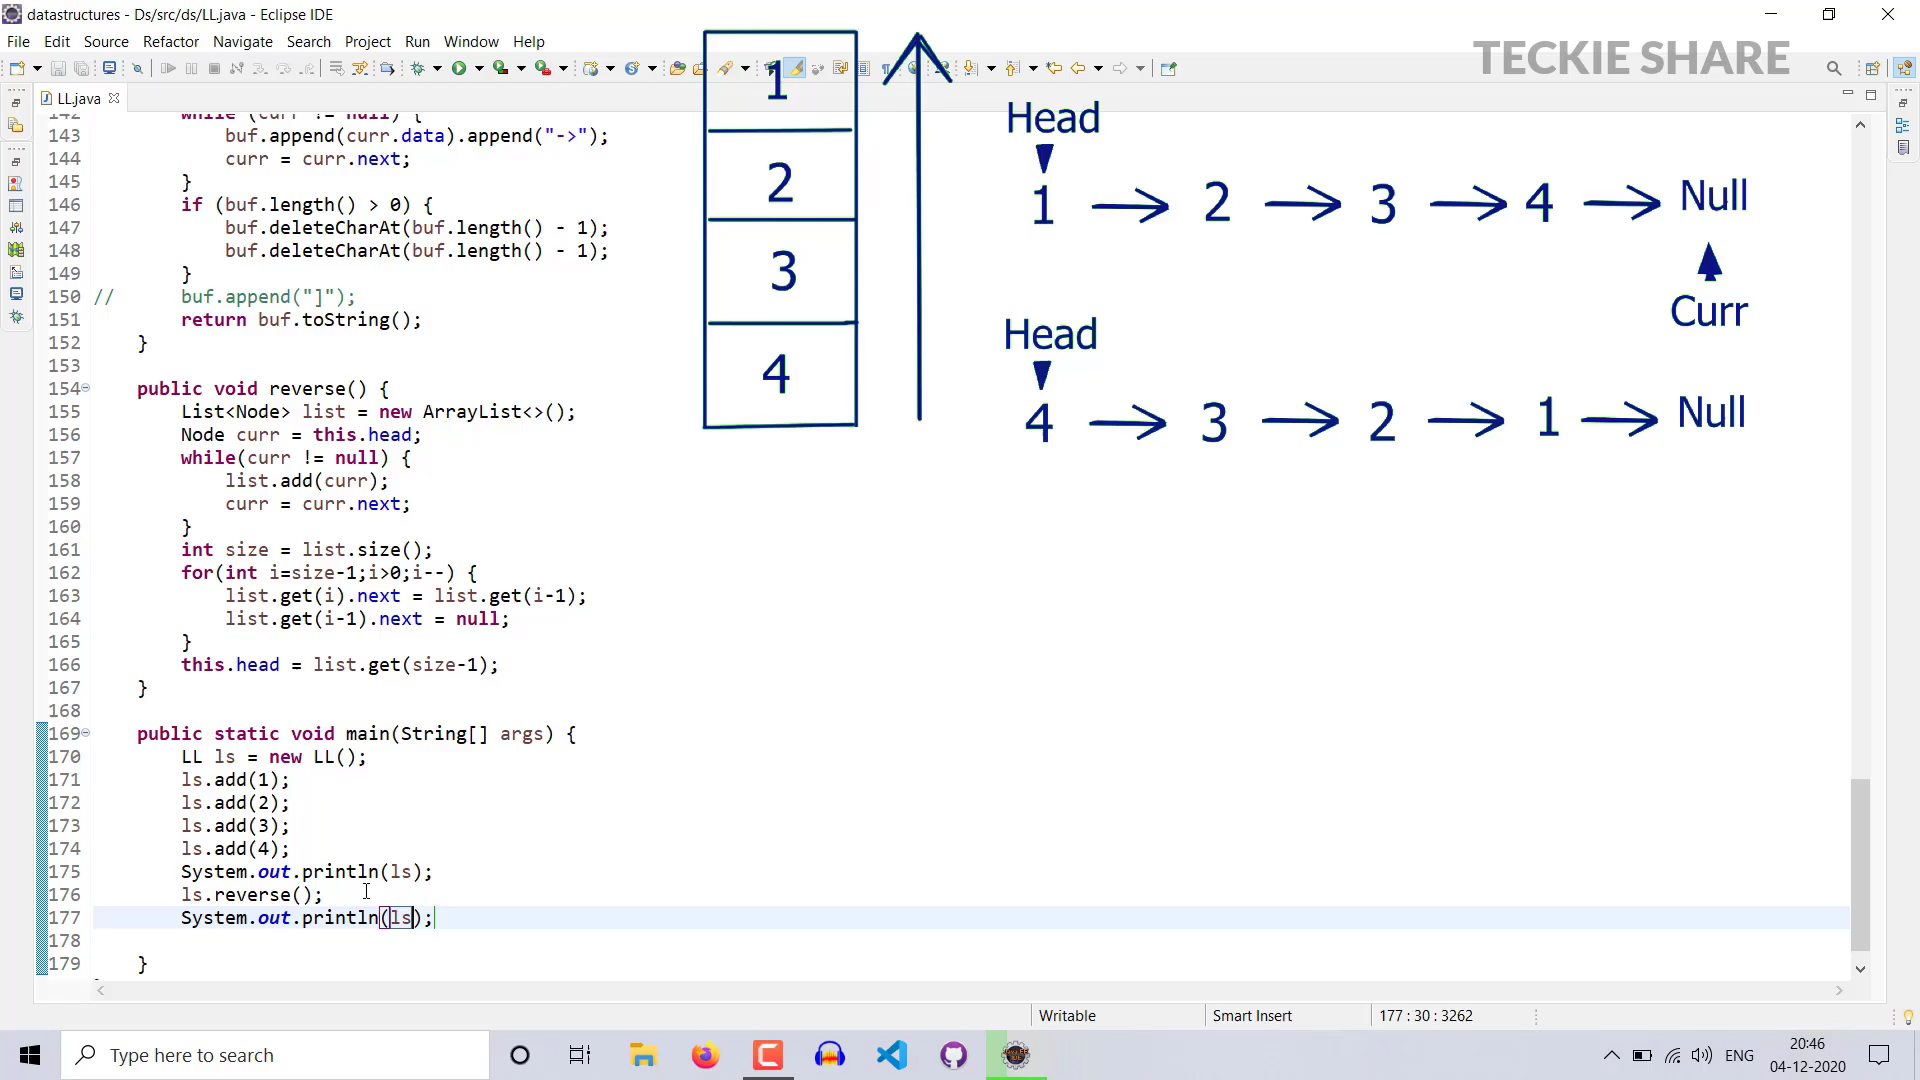 datastructures - Ds/src/ds/LL.java - Eclipse IDE
File Edit Source Refactor Navigate Search Project Run Window Help
TECKIE SHARE
LL.java
142 while (curr != null) {
143 buf.append(curr.data).append("->");
144 curr = curr.next;
145 }
146 if (buf.length() > 0) {
147 buf.deleteCharAt(buf.length() - 1);
148 buf.deleteCharAt(buf.length() - 1);
149 }
150 // buf.append("]");
151 return buf.toString();
152 }
153
154 public void reverse() {
155 List<Node> list = new ArrayList<>();
156 Node curr = this.head;
157 while(curr != null) {
158 list.add(curr);
159 curr = curr.next;
160 }
161 int size = list.size();
162 for(int i=size-1;i>0;i--) {
163 list.get(i).next = list.get(i-1);
164 list.get(i-1).next = null;
165 }
166 this.head = list.get(size-1);
167 }
168
169 public static void main(String[] args) {
170 LL ls = new LL();
171 ls.add(1);
172 ls.add(2);
173 ls.add(3);
174 ls.add(4);
175 System.out.println(ls);
176 ls.reverse();
177 System.out.println(ls);
178
179 }
1
2
3
4
Head
1 2 3 4 Null
Curr
Head
4 3 2 1 Null
Writable Smart Insert 177 : 30 : 3262
Type here to search
ENG
20:46
04-12-2020